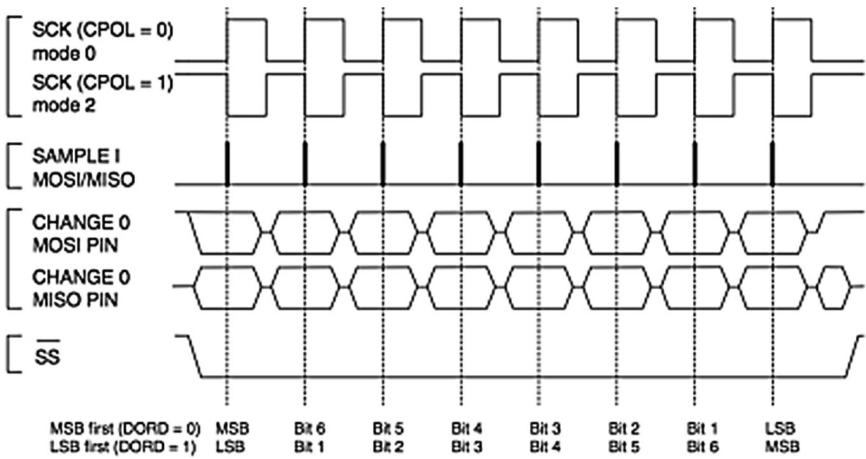 SCK (CPOL = 0)
mode 0
SCK (CPOL = 1)
mode 2
SAMPLE I
MOSI/MISO
CHANGE 0
MOSI PIN
CHANGE 0
MISO PIN
SS
MSB first (DORD = 0) MSB Bit 6 Bit 5 Bit 4 Bit 3 Bit 2 Bit 1 LSB
LSB first (DORD = 1) LSB Bit 1 Bit 2 Bit 3 Bit 4 Bit 5 Bit 6 MSB